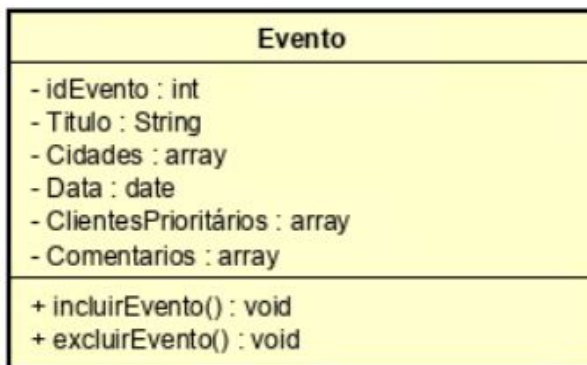 Evento
- idEvento : int
- Titulo : String
- Cidades : array
- Data : date
- ClientesPrioritários : array
- Comentarios : array
+ incluirEvento() : void
+ excluirEvento() : void